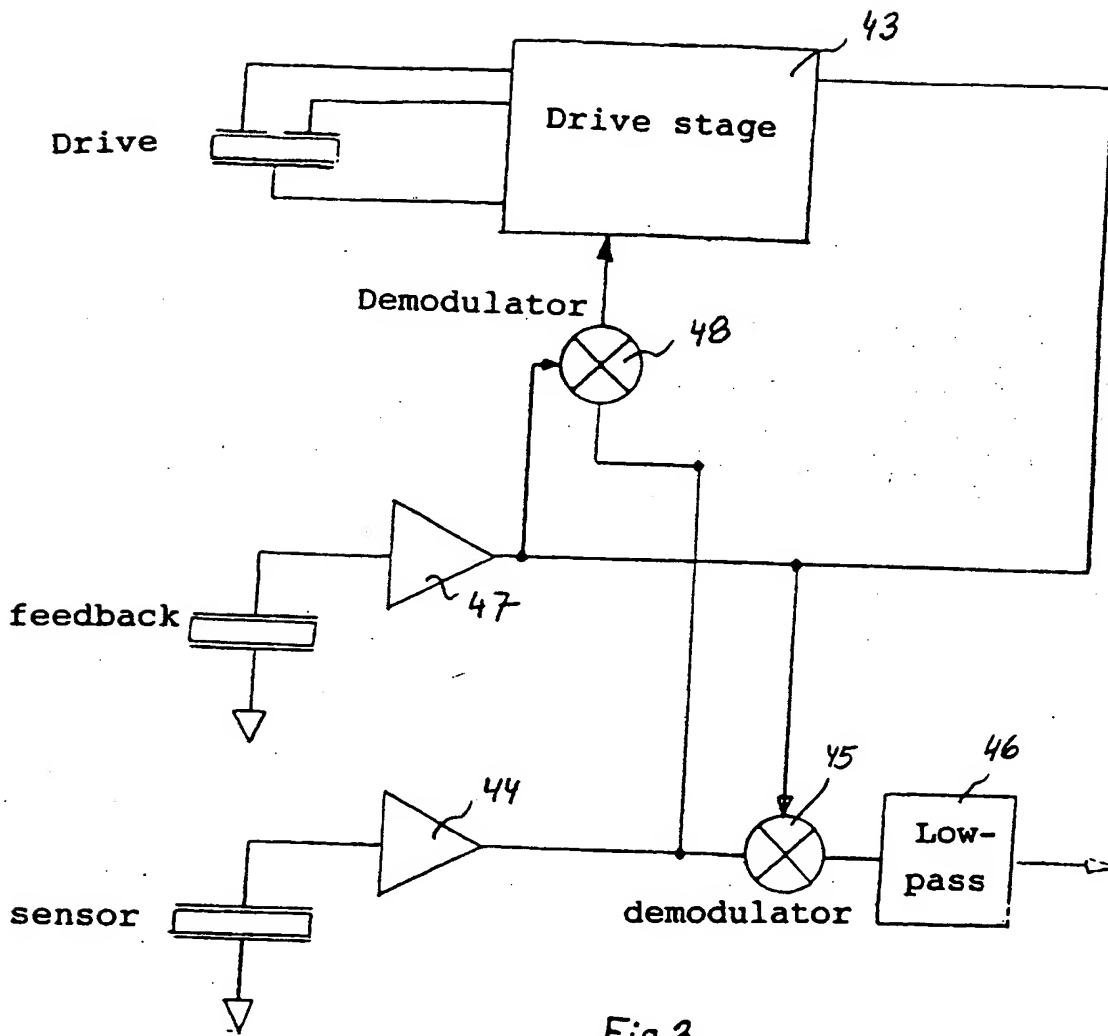 43
Drive stage
Drive
Demodulator
48
47
feedback
45
46
44
Low-
pass
sensor
demodulator
Fig.3